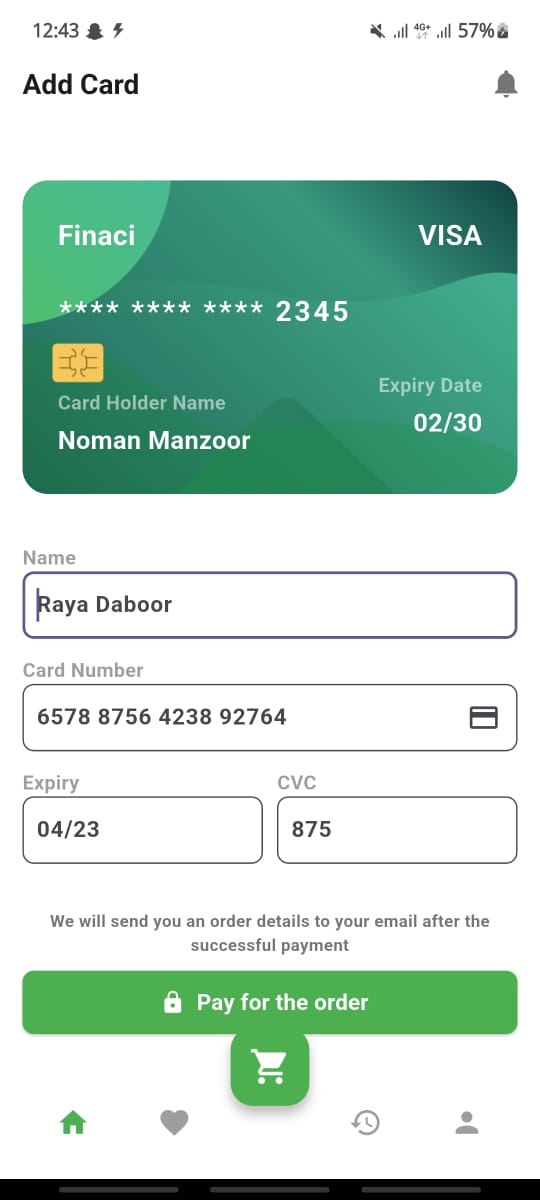 12:43 4G+ 57%
Add Card
Finaci VISA
**** **** **** 2345
Expiry Date
Card Holder Name
02/30
Noman Manzoor
Name
Raya Daboor
Card Number
6578 8756 4238 92764
Expiry CVC
04/23 875
We will send you an order details to your email after the
successful payment
Pay for the order